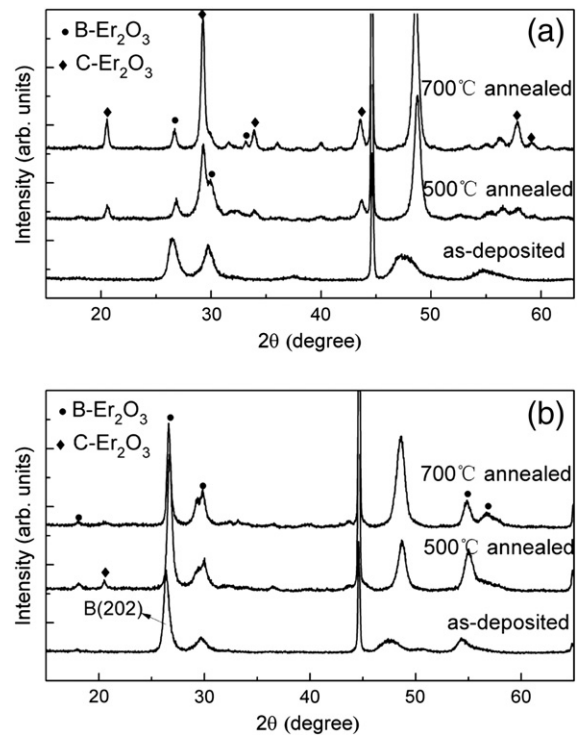 (a)
● B-Er₂O₃
◆ C-Er₂O₃
700℃ annealed
500℃ annealed
as-deposited
Intensity (arb. units)
20 30 40 50 60
2θ (degree)
(b)
● B-Er₂O₃
◆ C-Er₂O₃
700℃ annealed
500℃ annealed
B(202)
as-deposited
Intensity (arb. units)
20 30 40 50 60
2θ (degree)